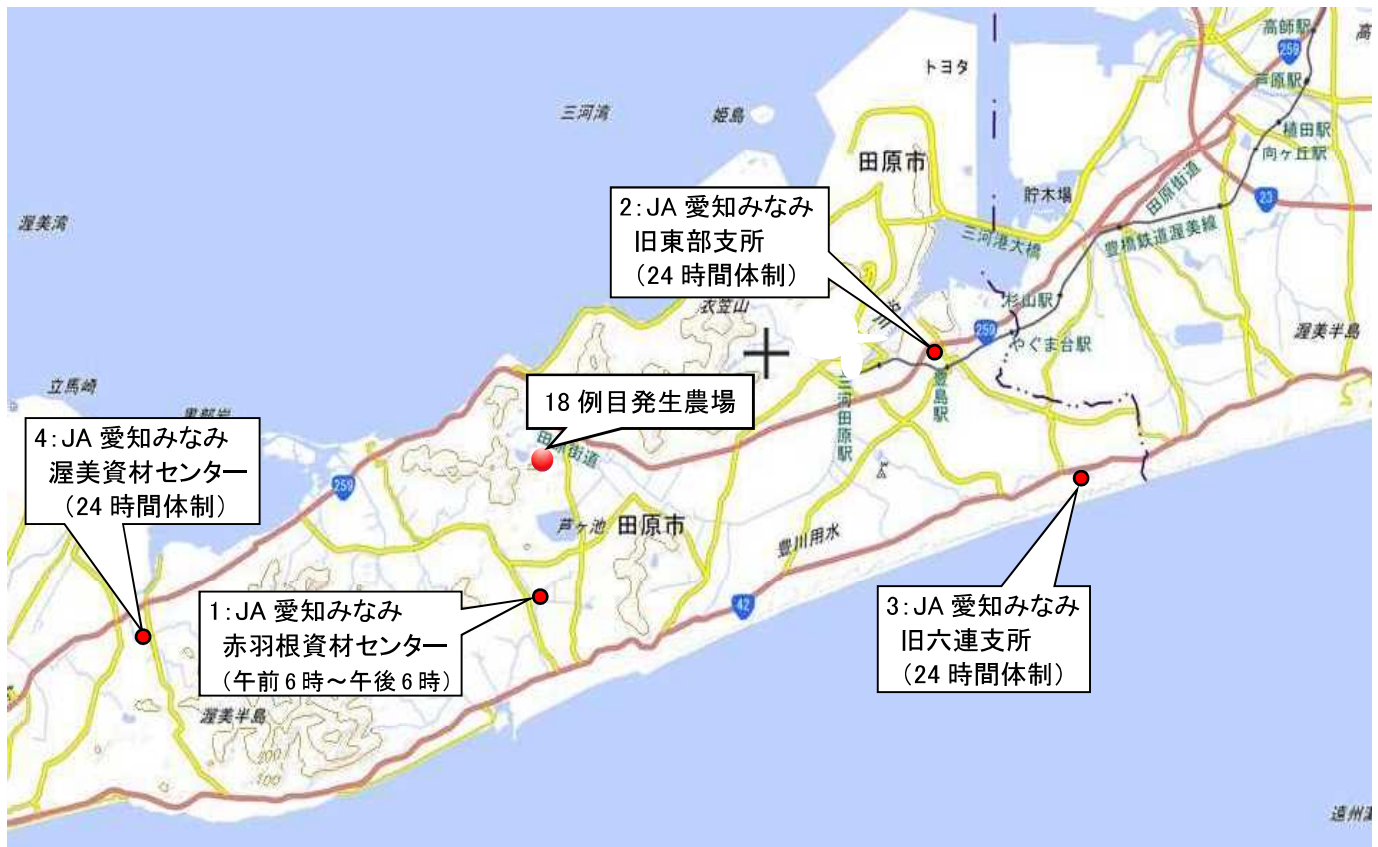 高師駅
259
芦原駅
トヨタ
三河湾
姫島
植田駅
向ヶ丘駅
田原市
田原街道
23
貯木場
2:JA 愛知みなみ
旧東部支所
(24 時間体制)
渥美湾
三河港大橋
豊橋鉄道渥美線
衣笠山
杉山駅
259
やぐま台駅
渥美半島
立馬崎
18 例目発生農場
三河田原駅
豊島駅
4:JA 愛知みなみ
渥美資材センター
(24 時間体制)
田原街道
259
芦ヶ池
田原市
豊川用水
1:JA 愛知みなみ
赤羽根資材センター
(午前 6 時~午後 6 時)
42
3:JA 愛知みなみ
旧六連支所
(24 時間体制)
渥美半島
200
100